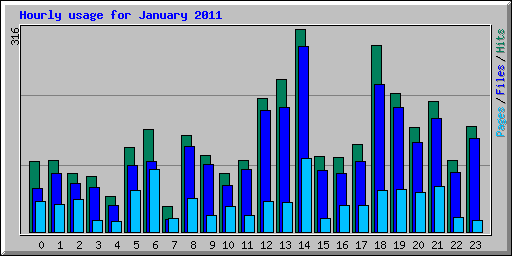 Hourly usage for January 2011
316
Pages / Files / Hits
0 1 2 3 4 5 6 7 8 9 10 11 12 13 14 15 16 17 18 19 20 21 22 23